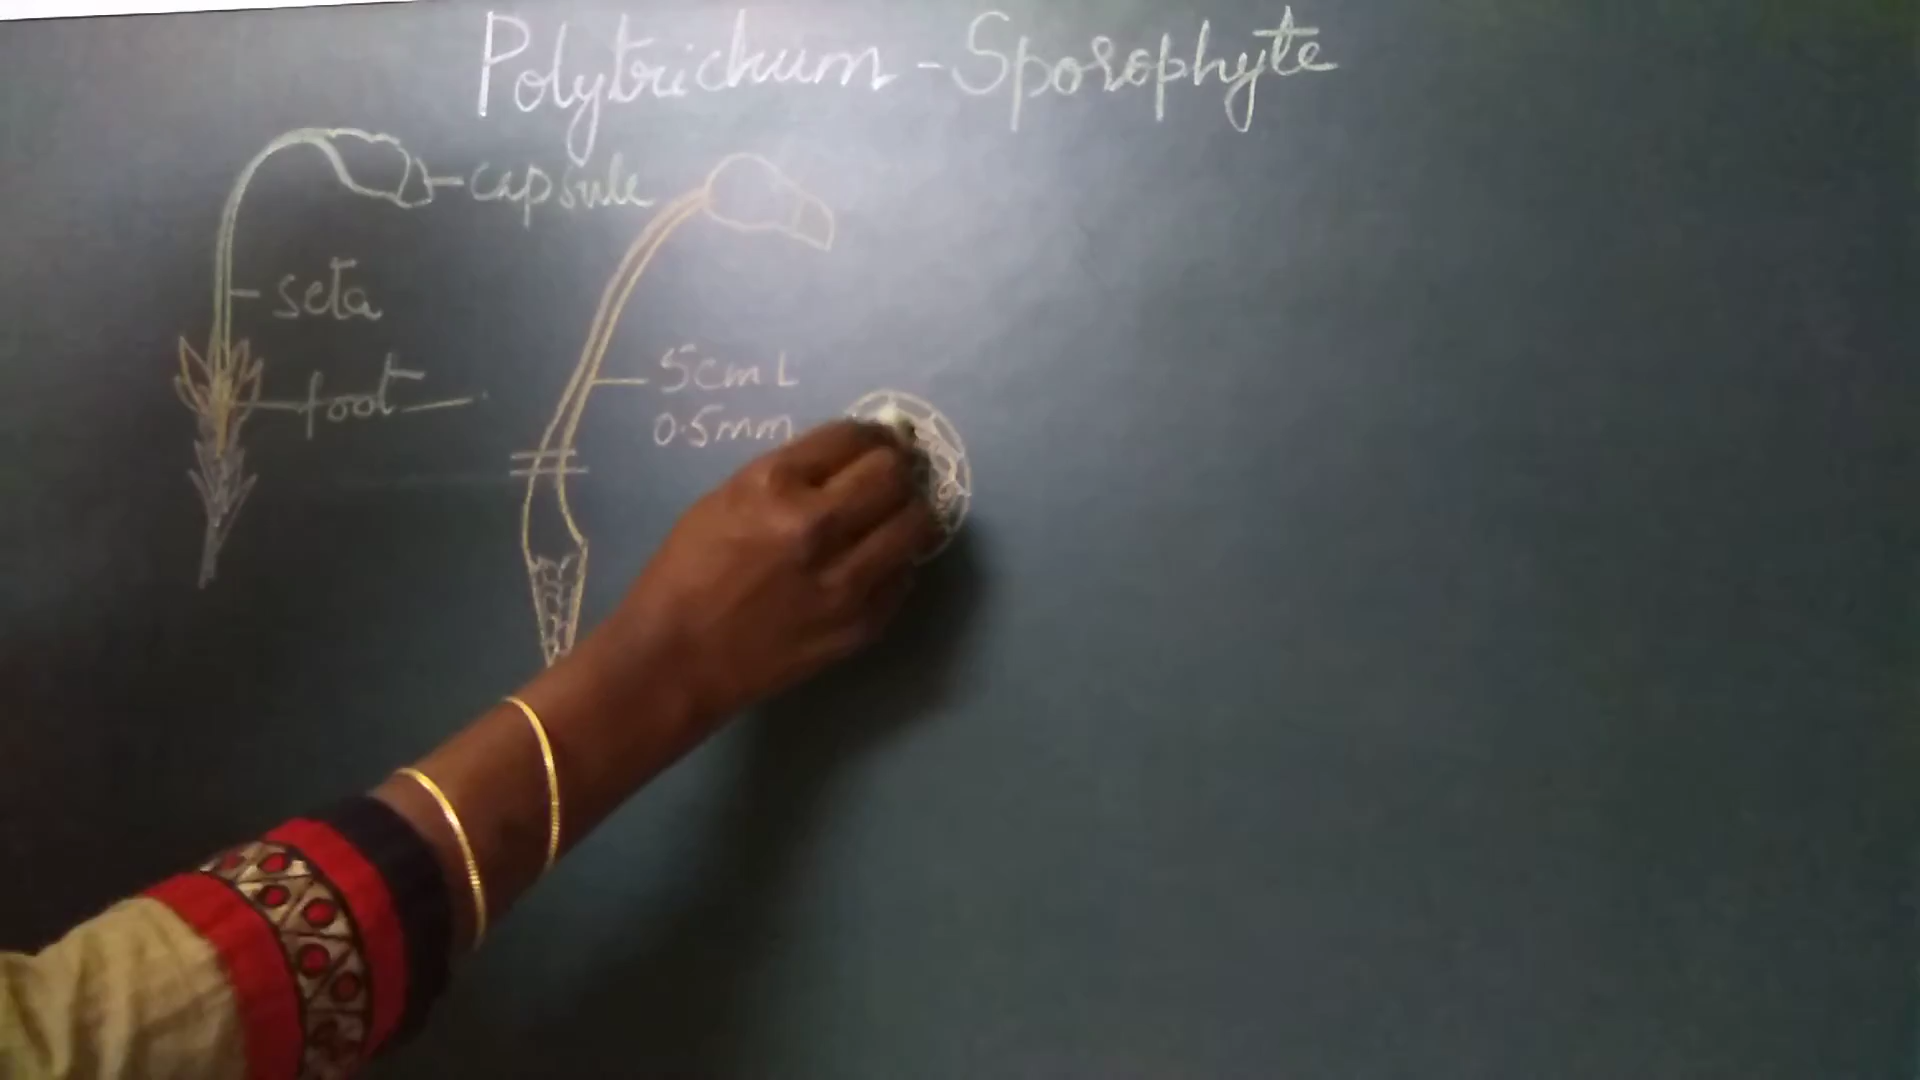 Polytrichum - Sporophyte
capsule
seta
foot
5cm L
0.5mm